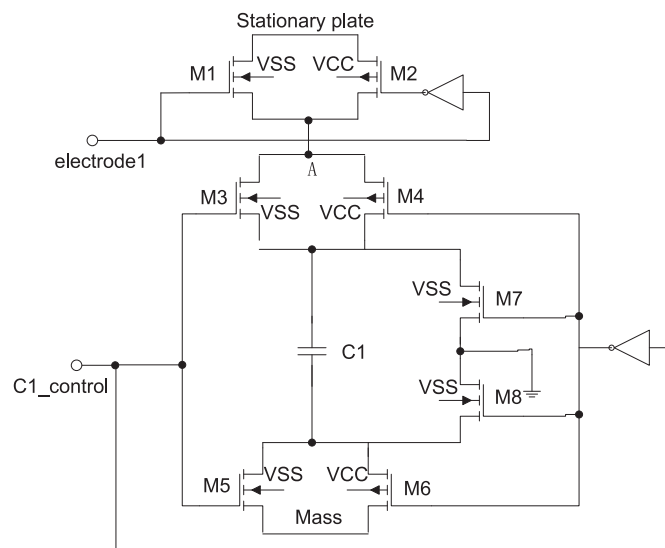 Stationary plate
M1
VSS
VCC
M2
electrode1
A
M3
VSS
VCC
M4
VSS
M7
C1
C1_control
VSS
M8
M5
VSS
VCC
M6
Mass